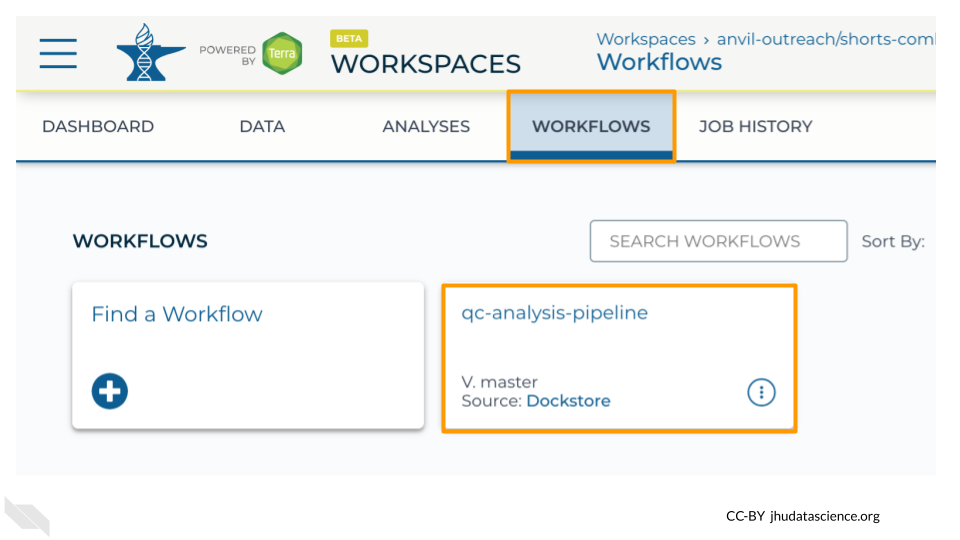 POWERED
BY
Terra
BETA
WORKSPACES
Workspaces › anvil-outreach/shorts-com
Workflows
DASHBOARD
DATA
ANALYSES
WORKFLOWS
JOB HISTORY
WORKFLOWS
SEARCH WORKFLOWS
Sort By:
Find a Workflow
qc-analysis-pipeline
V. master
Source: Dockstore
CC-BY jhudatascience.org